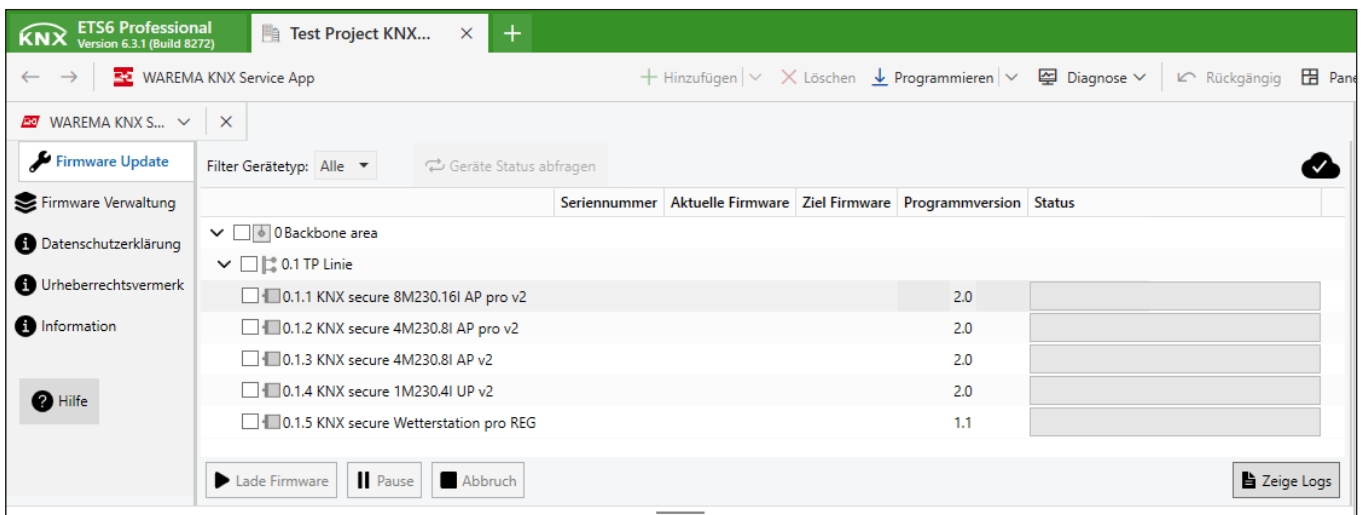 KNX ETS6 Professional
Version 6.3.1 (Build 8272)
Test Project KNX...
WAREMA KNX Service App
Hinzufügen Löschen Programmieren Diagnose Rückgängig Pane
WAREMA KNX S...
Firmware Update
Firmware Verwaltung
Datenschutzerklärung
Urheberrechtsvermerk
Information
Hilfe
Filter Gerätetyp: Alle Geräte Status abfragen
Seriennummer Aktuelle Firmware Ziel Firmware Programmversion Status
0 Backbone area
0.1 TP Linie
0.1.1 KNX secure 8M230.16I AP pro v2 2.0
0.1.2 KNX secure 4M230.8I AP pro v2 2.0
0.1.3 KNX secure 4M230.8I AP v2 2.0
0.1.4 KNX secure 1M230.4I UP v2 2.0
0.1.5 KNX secure Wetterstation pro REG 1.1
Lade Firmware Pause Abbruch Zeige Logs